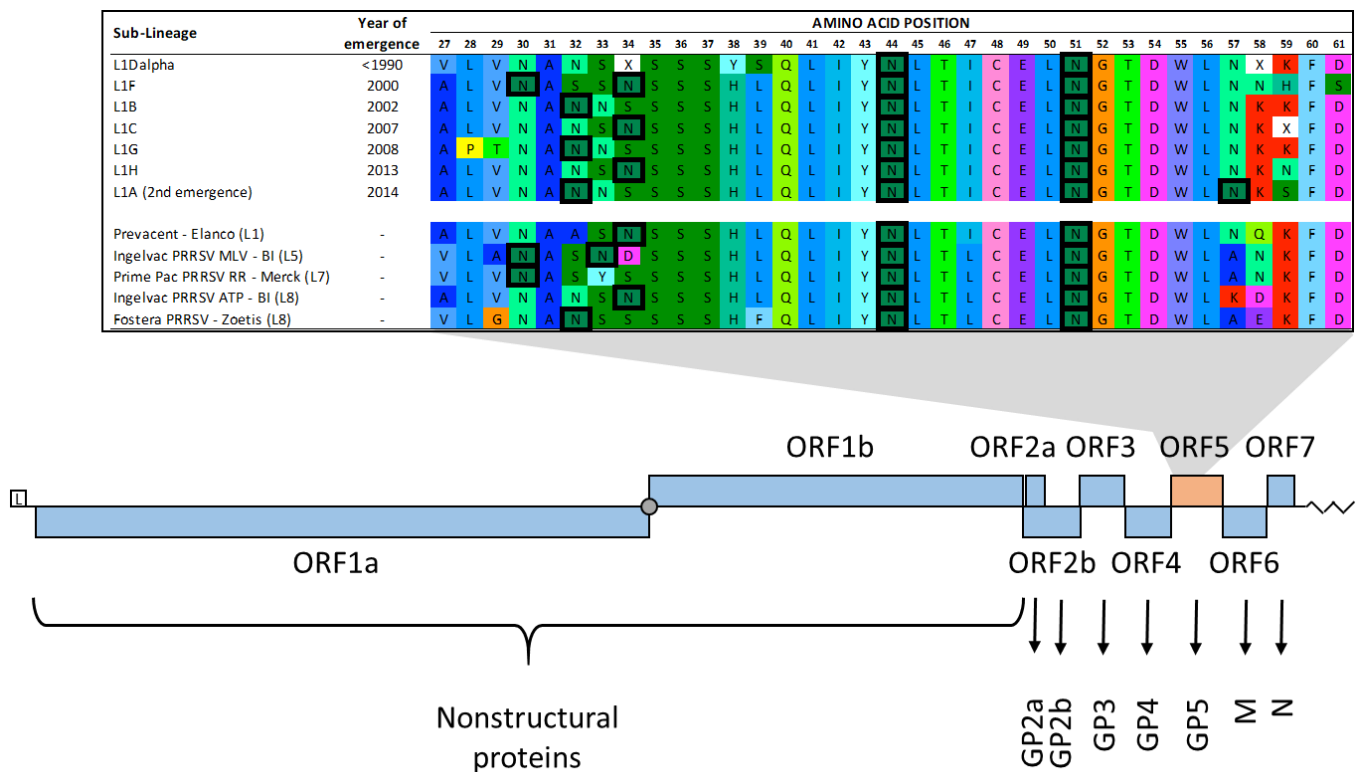 AMINO ACID POSITION
Sub-Lineage Year of emergence 27 28 29 30 31 32 33 34 35 36 37 38 39 40 41 42 43 44 45 46 47 48 49 50 51 52 53 54 55 56 57 58 59 60 61
L1Dalpha <1990 V L V N A N S X S S S Y S Q L I Y N L T I C E L N G T D W L N X K F D
L1F 2000 A L V N A S S N S S S H L Q L I Y N L T I C E L N G T D W L N N H F S
L1B 2002 A L V N A N N S S S S H L Q L I Y N L T I C E L N G T D W L N K K F D
L1C 2007 A L V N A N S N S S S H L Q L I Y N L T I C E L N G T D W L N K X F D
L1G 2008 A P T N A N N S S S S H L Q L I Y N L T I C E L N G T D W L N K K F D
L1H 2013 A L V N A N S N S S S H L Q L I Y N L T I C E L N G T D W L N K N F D
L1A (2nd emergence) 2014 A L V N A N N S S S S H L Q L I Y N L T I C E L N G T D W L N K S F D
Prevacent - Elanco (L1) - A L V N A A S N S S S H L Q L I Y N L T I C E L N G T D W L N Q K F D
Ingelvac PRRSV MLV - BI (L5) - V L A N A S N D S S S H L Q L I Y N L T L C E L N G T D W L A N K F D
Prime Pac PRRSV RR - Merck (L7) - V L V N A S Y S S S S H L Q L I Y N L T L C E L N G T D W L A N K F D
Ingelvac PRRSV ATP - BI (L8) - A L V N A N S N S S S H L Q L I Y N L T L C E L N G T D W L K D K F D
Fostera PRRSV - Zoetis (L8) - V L G N A N S S S S S H F Q L I Y N L T L C E L N G T D W L A E K F D
ORF1b ORF2a ORF3 ORF5 ORF7
L
ORF1a ORF2b ORF4 ORF6
GP2a GP2b GP3 GP4 GP5 M N
Nonstructural
proteins